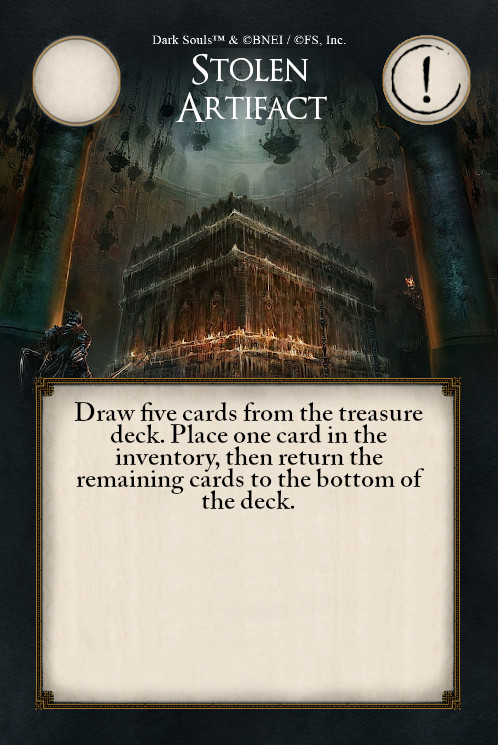 Dark Souls™ & ©BNEI / ©FS, Inc.
Stolen
Artifact
!
Draw five cards from the treasure
deck. Place one card in the
inventory, then return the
remaining cards to the bottom of
the deck.